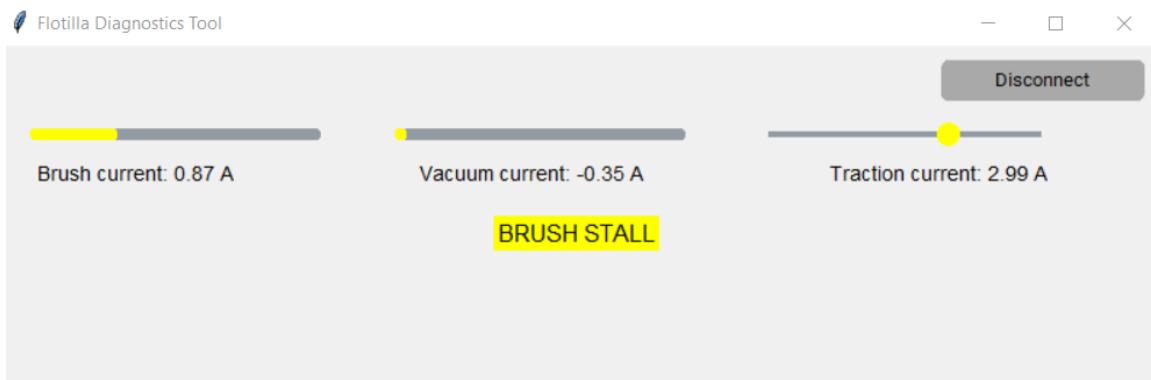 Flotilla Diagnostics Tool
Disconnect
Brush current: 0.87 A
Vacuum current: -0.35 A
Traction current: 2.99 A
BRUSH STALL